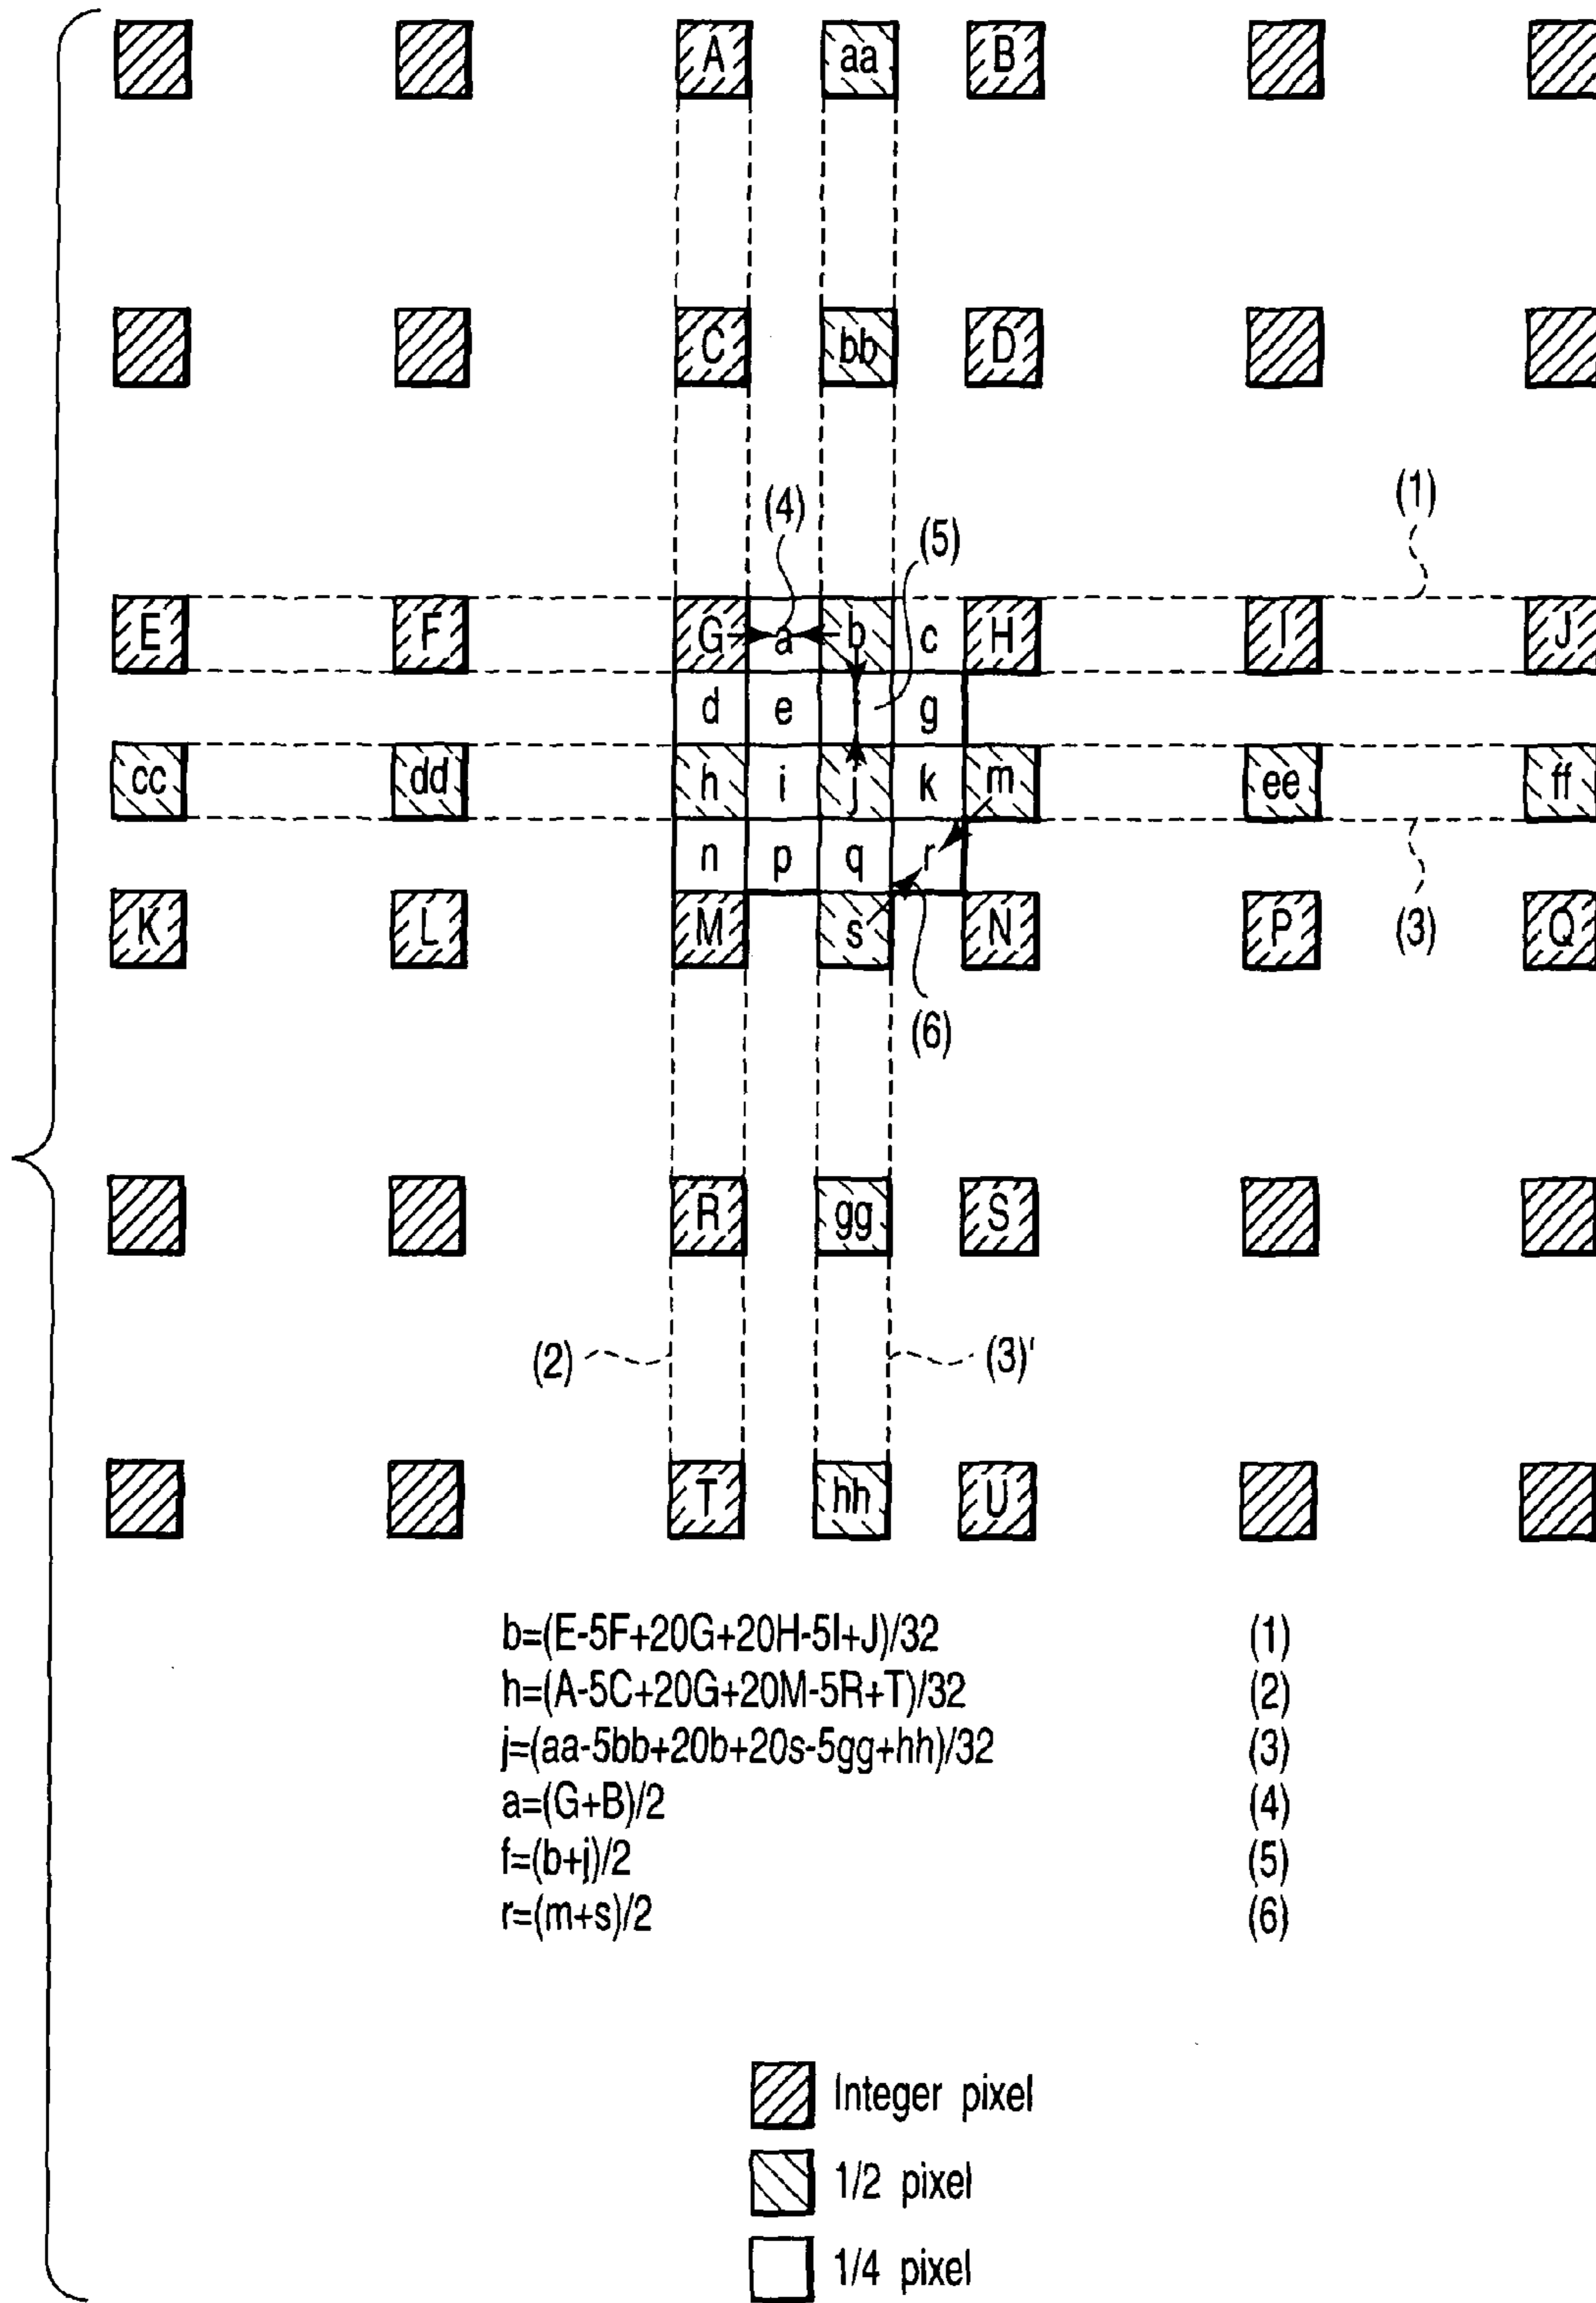 A aa B
C bb D
(1)
(4)
(5)
E F G a b c H I J
d e g
cc dd h i j k m ee ff
n p q r
K L M s N P (3) Q
(6)
R gg S
(2) (3)'
T hh U
b=(E-5F+20G+20H-5I+J)/32 (1)
h=(A-5C+20G+20M-5R+T)/32 (2)
j=(aa-5bb+20b+20s-5gg+hh)/32 (3)
a=(G+B)/2 (4)
f=(b+j)/2 (5)
r=(m+s)/2 (6)
Integer pixel
1/2 pixel
1/4 pixel